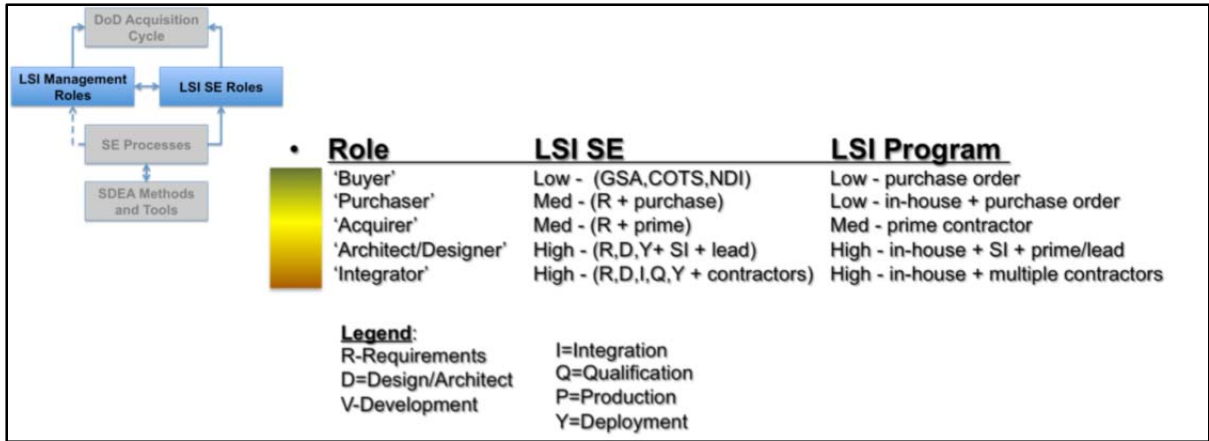 DoD Acquisition
Cycle
LSI Management
Roles
LSI SE Roles
SE Processes
SDEA Methods
and Tools
• Role LSI SE LSI Program
‘Buyer’ Low - (GSA,COTS,NDI) Low - purchase order
‘Purchaser’ Med - (R + purchase) Low - in-house + purchase order
‘Acquirer’ Med - (R + prime) Med - prime contractor
‘Architect/Designer’ High - (R,D,Y+ SI + lead) High - in-house + SI + prime/lead
‘Integrator’ High - (R,D,I,Q,Y + contractors) High - in-house + multiple contractors
Legend:
R-Requirements
D=Design/Architect
V-Development
I=Integration
Q=Qualification
P=Production
Y=Deployment